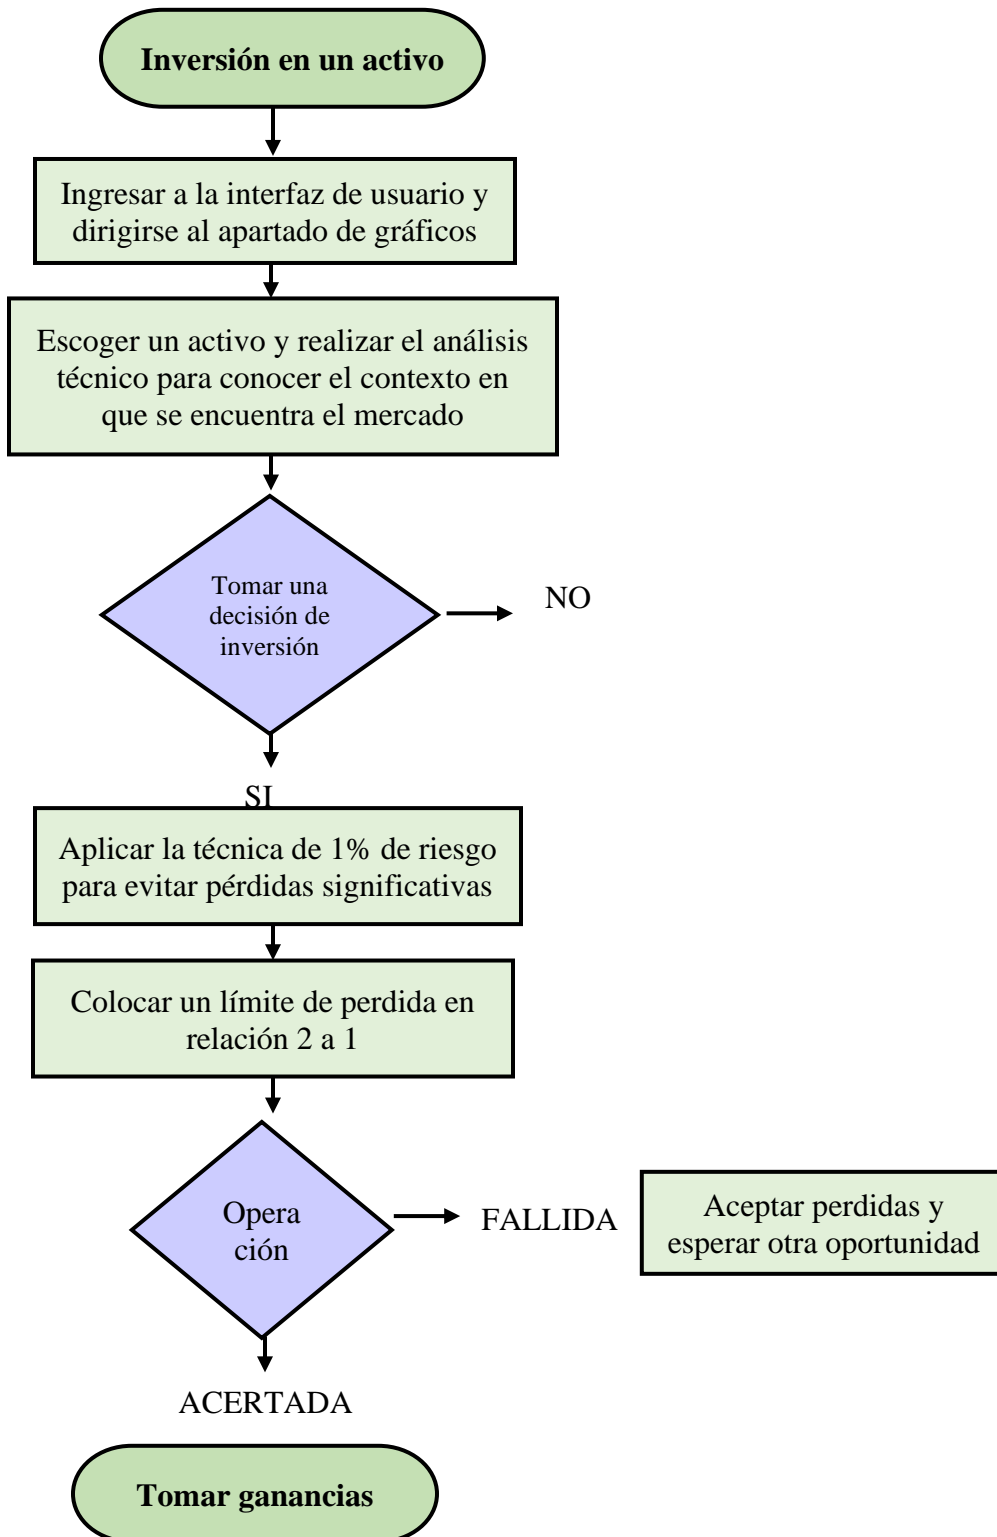 Inversión en un activo
Ingresar a la interfaz de usuario y
dirigirse al apartado de gráficos
Escoger un activo y realizar el análisis
técnico para conocer el contexto en
que se encuentra el mercado
Tomar una
decisión de
inversión
NO
SI
Aplicar la técnica de 1% de riesgo
para evitar pérdidas significativas
Colocar un límite de perdida en
relación 2 a 1
Opera
ción
FALLIDA
Aceptar perdidas y
esperar otra oportunidad
ACERTADA
Tomar ganancias